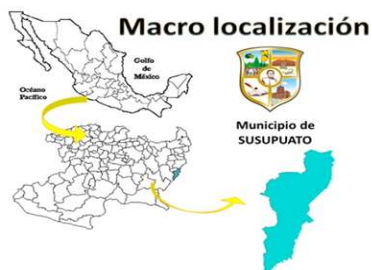 Macro localización
Golfo
de
México
Océano
Pacífico
Municipio de
SUSUPUATO